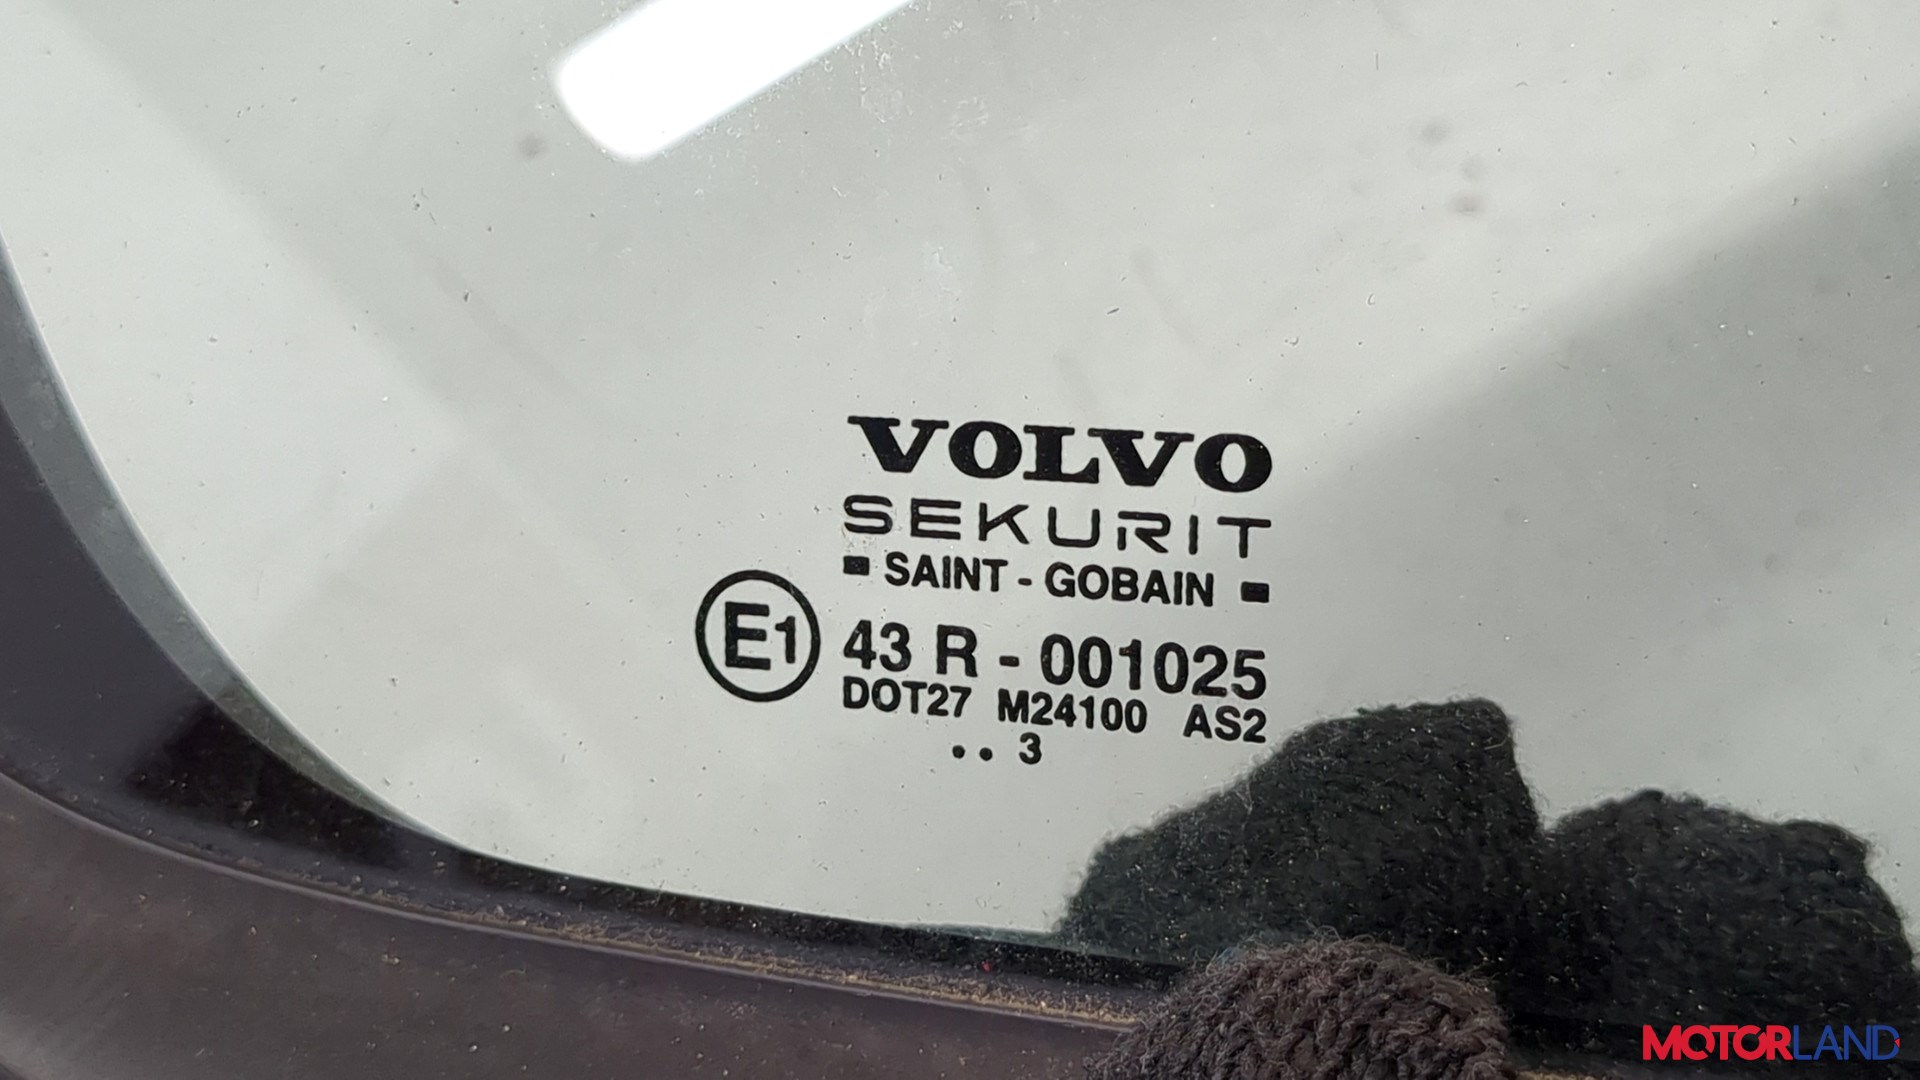 VOLVO
SEKURIT
▪ SAINT - GOBAIN ▪
E1 43 R - 001025
DOT27 M24100 AS2
.. 3
MOTORLAND